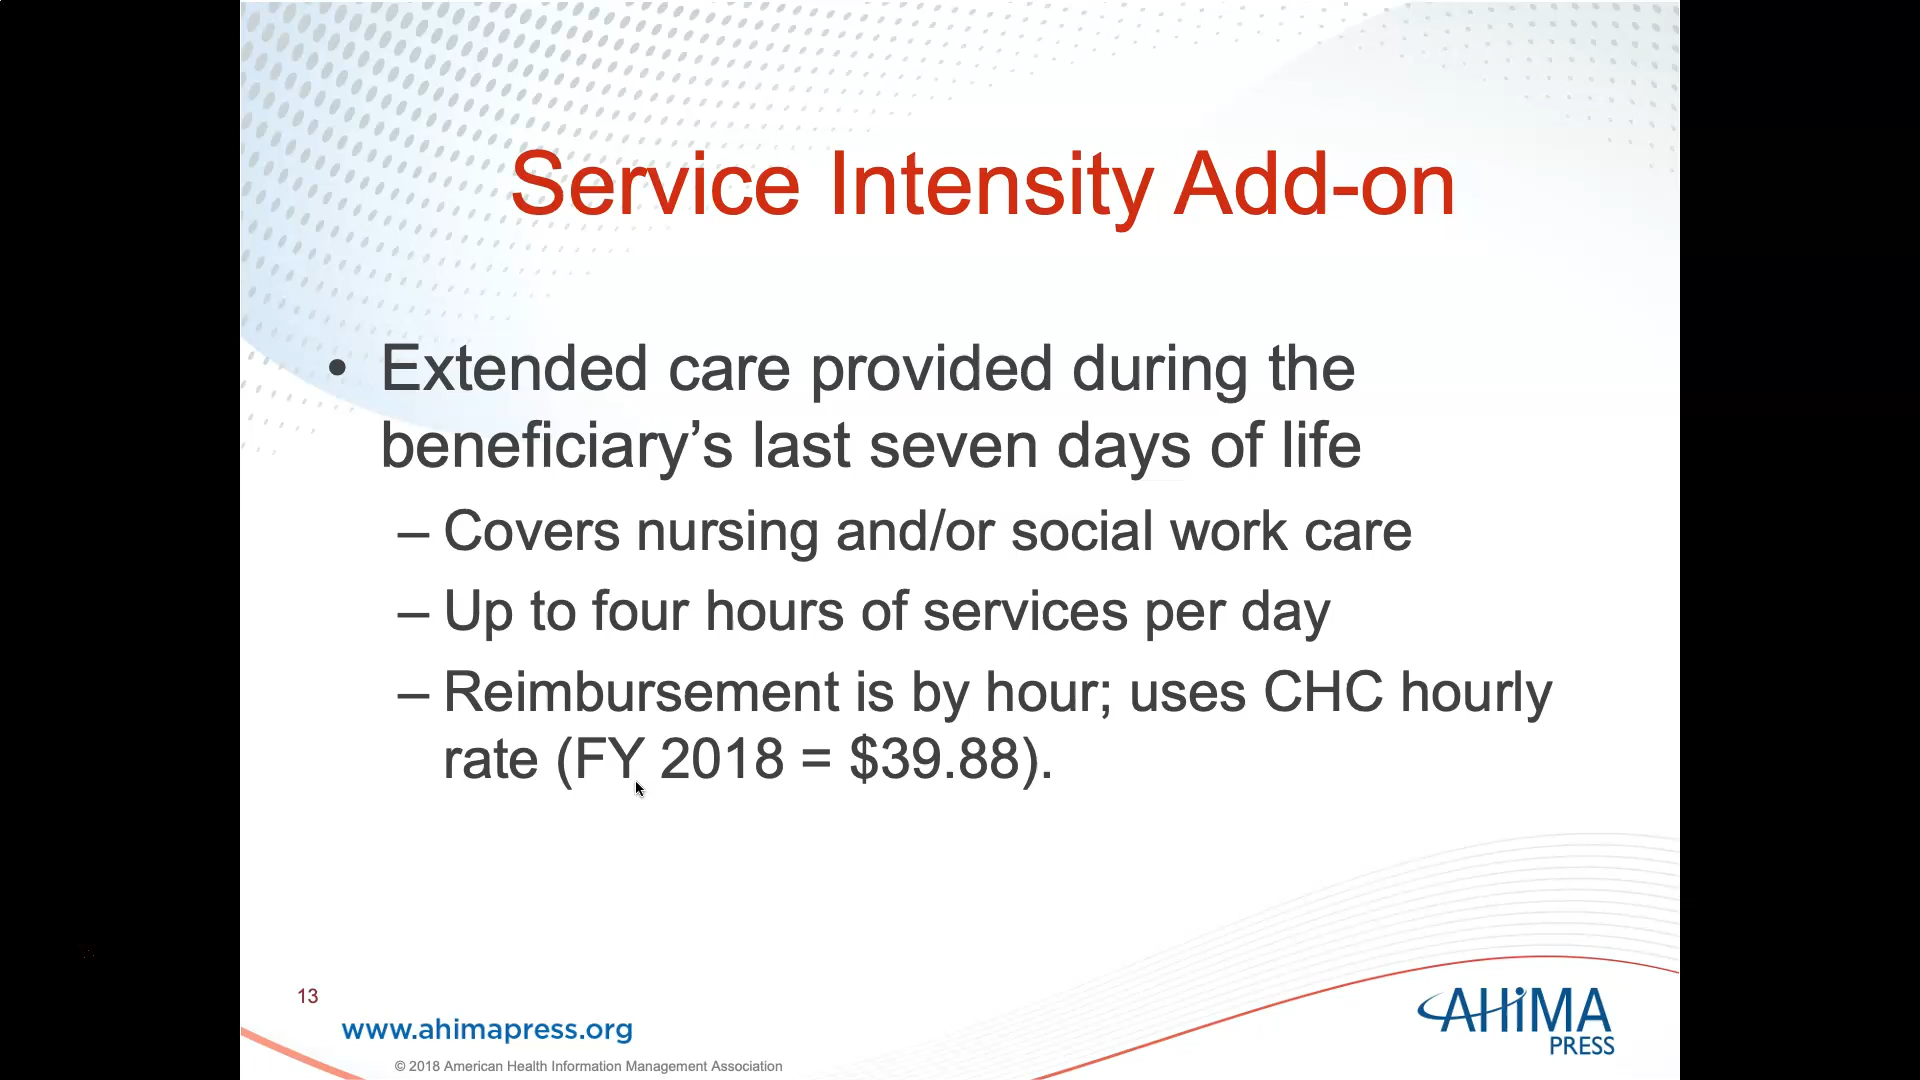 Service Intensity Add-on
• Extended care provided during the
beneficiary’s last seven days of life
– Covers nursing and/or social work care
– Up to four hours of services per day
– Reimbursement is by hour; uses CHC hourly
rate (FY 2018 = $39.88).
13
www.ahimapress.org
© 2018 American Health Information Management Association
AHiMA
PRESS